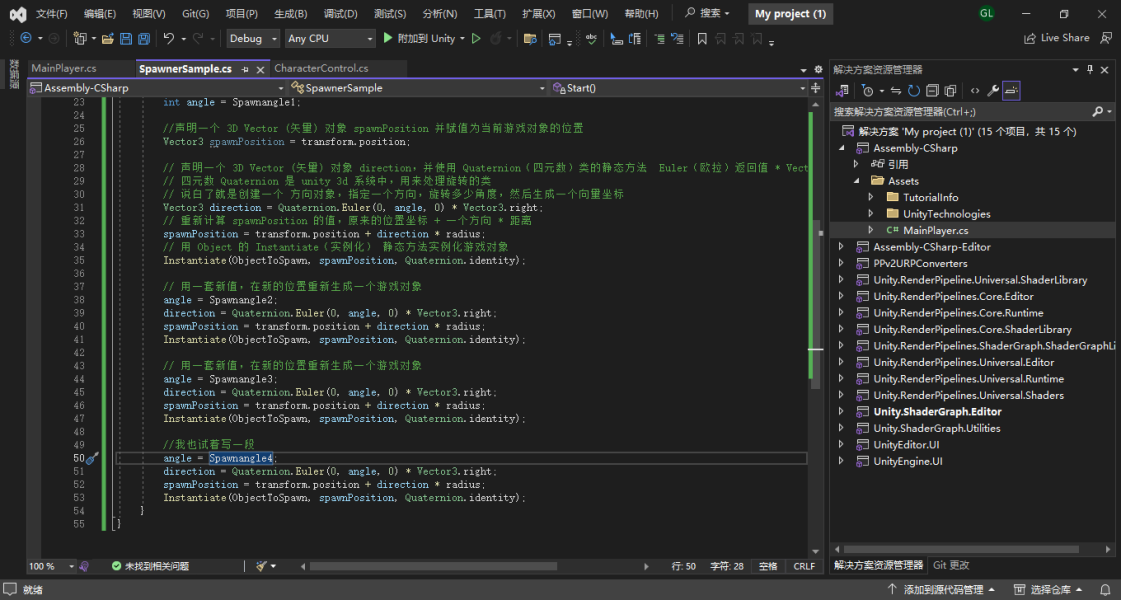 文件(F) 编辑(E) 视图(V) Git(G) 项目(P) 生成(B) 调试(D) 测试(S) 分析(N) 工具(T) 扩展(X) 窗口(W) 帮助(H) 搜索 My project (1) GL
Debug Any CPU 附加到 Unity Live Share
MainPlayer.cs SpawnerSample.cs CharacterControl.cs
Assembly-CSharp SpawnerSample Start()
23 int angle = Spawnangle1;
24
25 //声明一个 3D Vector (矢量) 对象 spawnPosition 并赋值为当前游戏对象的位置
26 Vector3 spawnPosition = transform.position;
27
28 // 声明一个 3D Vector (矢量) 对象 direction，并使用 Quaternion（四元数）类的静态方法 Euler（欧拉）返回值 * Vect
29 // 四元数 Quaternion 是 unity 3d 系统中，用来处理旋转的类
30 // 说白了就是创建一个 方向对象，指定一个方向，旋转多少角度，然后生成一个向量坐标
31 Vector3 direction = Quaternion.Euler(0, angle, 0) * Vector3.right;
32 // 重新计算 spawnPosition 的值，原来的位置坐标 + 一个方向 * 距离
33 spawnPosition = transform.position + direction * radius;
34 // 用 Object 的 Instantiate（实例化） 静态方法实例化游戏对象
35 Instantiate(ObjectToSpawn, spawnPosition, Quaternion.identity);
36
37 // 用一套新值，在新的位置重新生成一个游戏对象
38 angle = Spawnangle2;
39 direction = Quaternion.Euler(0, angle, 0) * Vector3.right;
40 spawnPosition = transform.position + direction * radius;
41 Instantiate(ObjectToSpawn, spawnPosition, Quaternion.identity);
42
43 // 用一套新值，在新的位置重新生成一个游戏对象
44 angle = Spawnangle3;
45 direction = Quaternion.Euler(0, angle, 0) * Vector3.right;
46 spawnPosition = transform.position + direction * radius;
47 Instantiate(ObjectToSpawn, spawnPosition, Quaternion.identity);
48
49 //我也试着写一段
50 angle = Spawnangle4;
51 direction = Quaternion.Euler(0, angle, 0) * Vector3.right;
52 spawnPosition = transform.position + direction * radius;
53 Instantiate(ObjectToSpawn, spawnPosition, Quaternion.identity);
54 }
55 }
100 % 未找到相关问题 行: 50 字符: 28 空格 CRLF
解决方案资源管理器
搜索解决方案资源管理器(Ctrl+;)
解决方案 'My project (1)' (15 个项目，共 15 个)
Assembly-CSharp
引用
Assets
TutorialInfo
UnityTechnologies
C# MainPlayer.cs
Assembly-CSharp-Editor
PPv2URPConverters
Unity.RenderPipeline.Universal.ShaderLibrary
Unity.RenderPipelines.Core.Editor
Unity.RenderPipelines.Core.Runtime
Unity.RenderPipelines.Core.ShaderLibrary
Unity.RenderPipelines.ShaderGraph.ShaderGraphLi
Unity.RenderPipelines.Universal.Editor
Unity.RenderPipelines.Universal.Runtime
Unity.RenderPipelines.Universal.Shaders
Unity.ShaderGraph.Editor
Unity.ShaderGraph.Utilities
UnityEditor.UI
UnityEngine.UI
解决方案资源管理器 Git 更改
就绪 添加到源代码管理 选择仓库